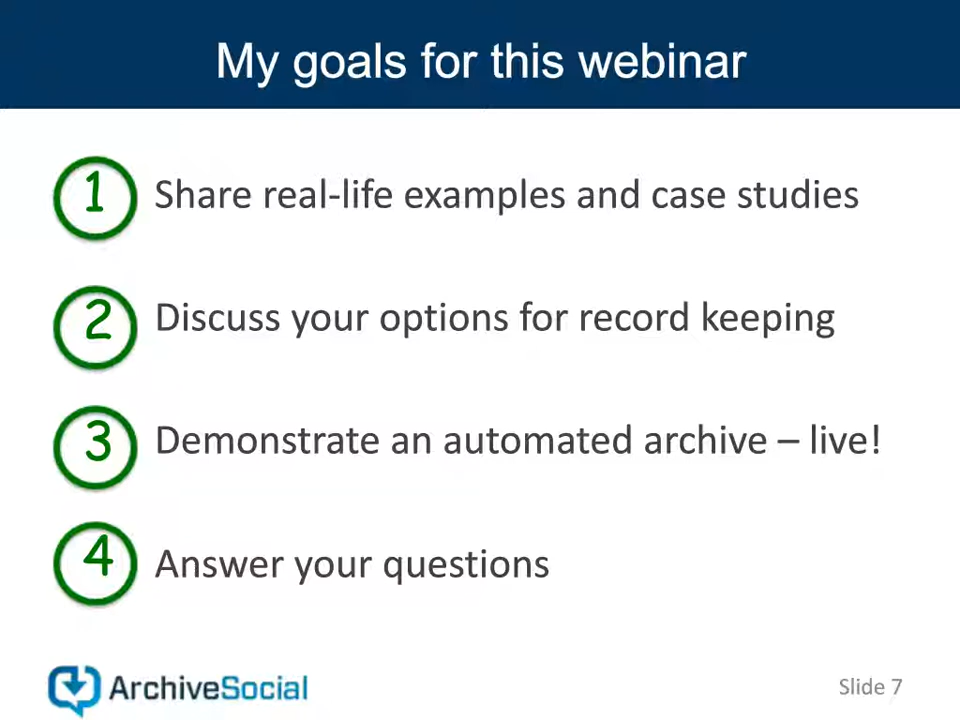 My goals for this webinar
1 Share real-life examples and case studies
2 Discuss your options for record keeping
3 Demonstrate an automated archive – live!
4 Answer your questions
ArchiveSocial
Slide 7